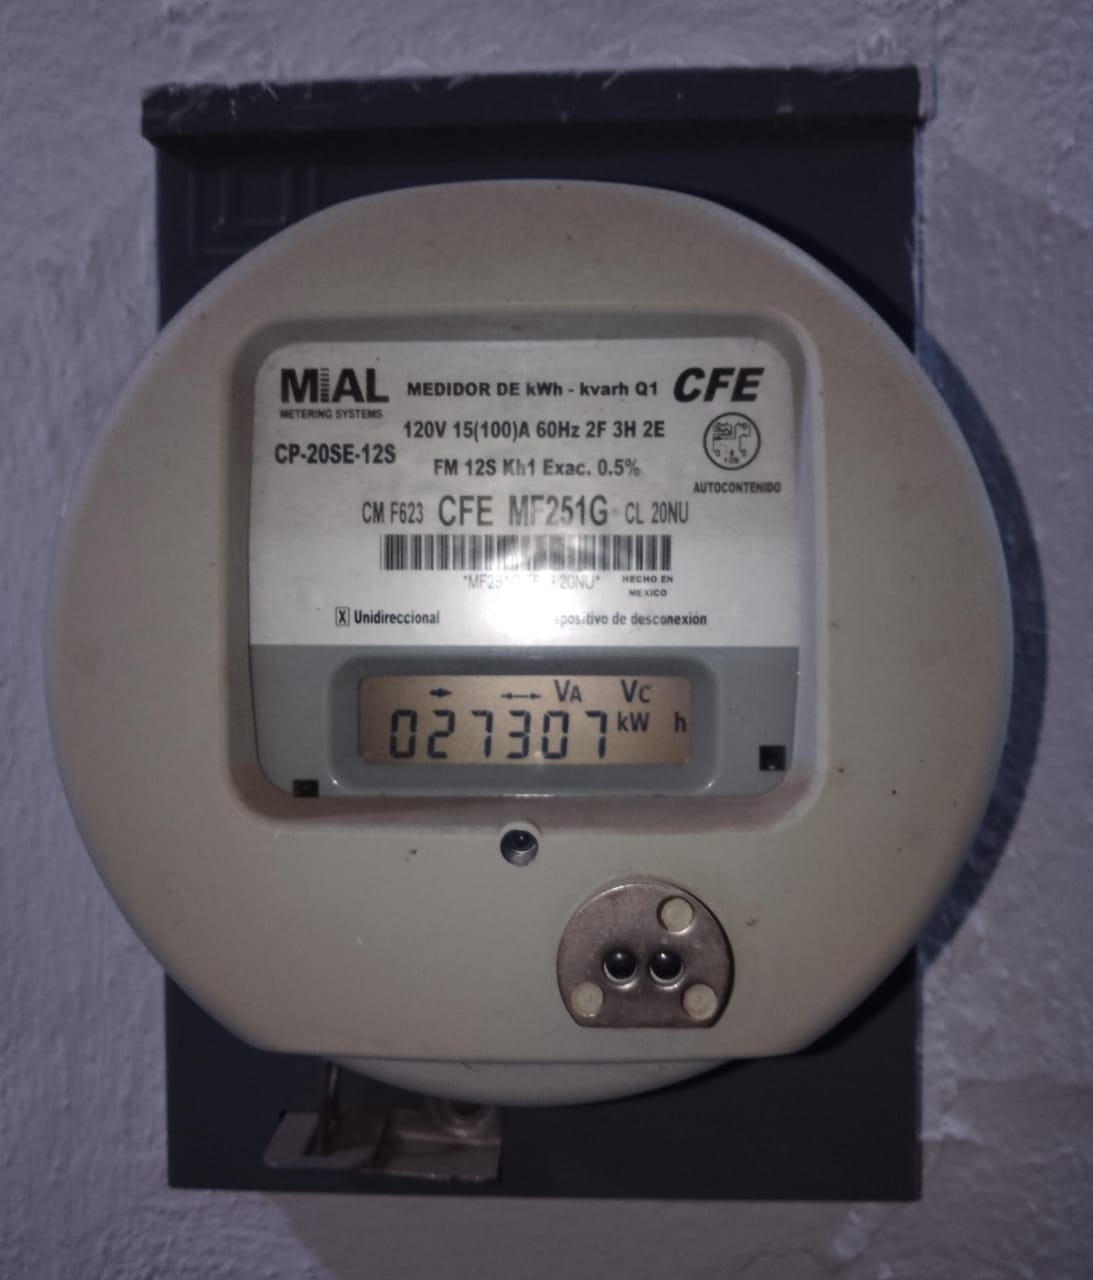 MIAL
METERING SYSTEMS
MEDIDOR DE kWh - kvarh Q1
CFE
120V 15(100)A 60Hz 2F 3H 2E
CP-20SE-12S
FM 12S Kh1 Exac. 0.5%
12S
AUTOCONTENIDO
CM F623 CFE MF251G CL 20NU
20NU*
HECHO EN
MEXICO
X Unidireccional
de desconexión
VA VC
027307 kW h